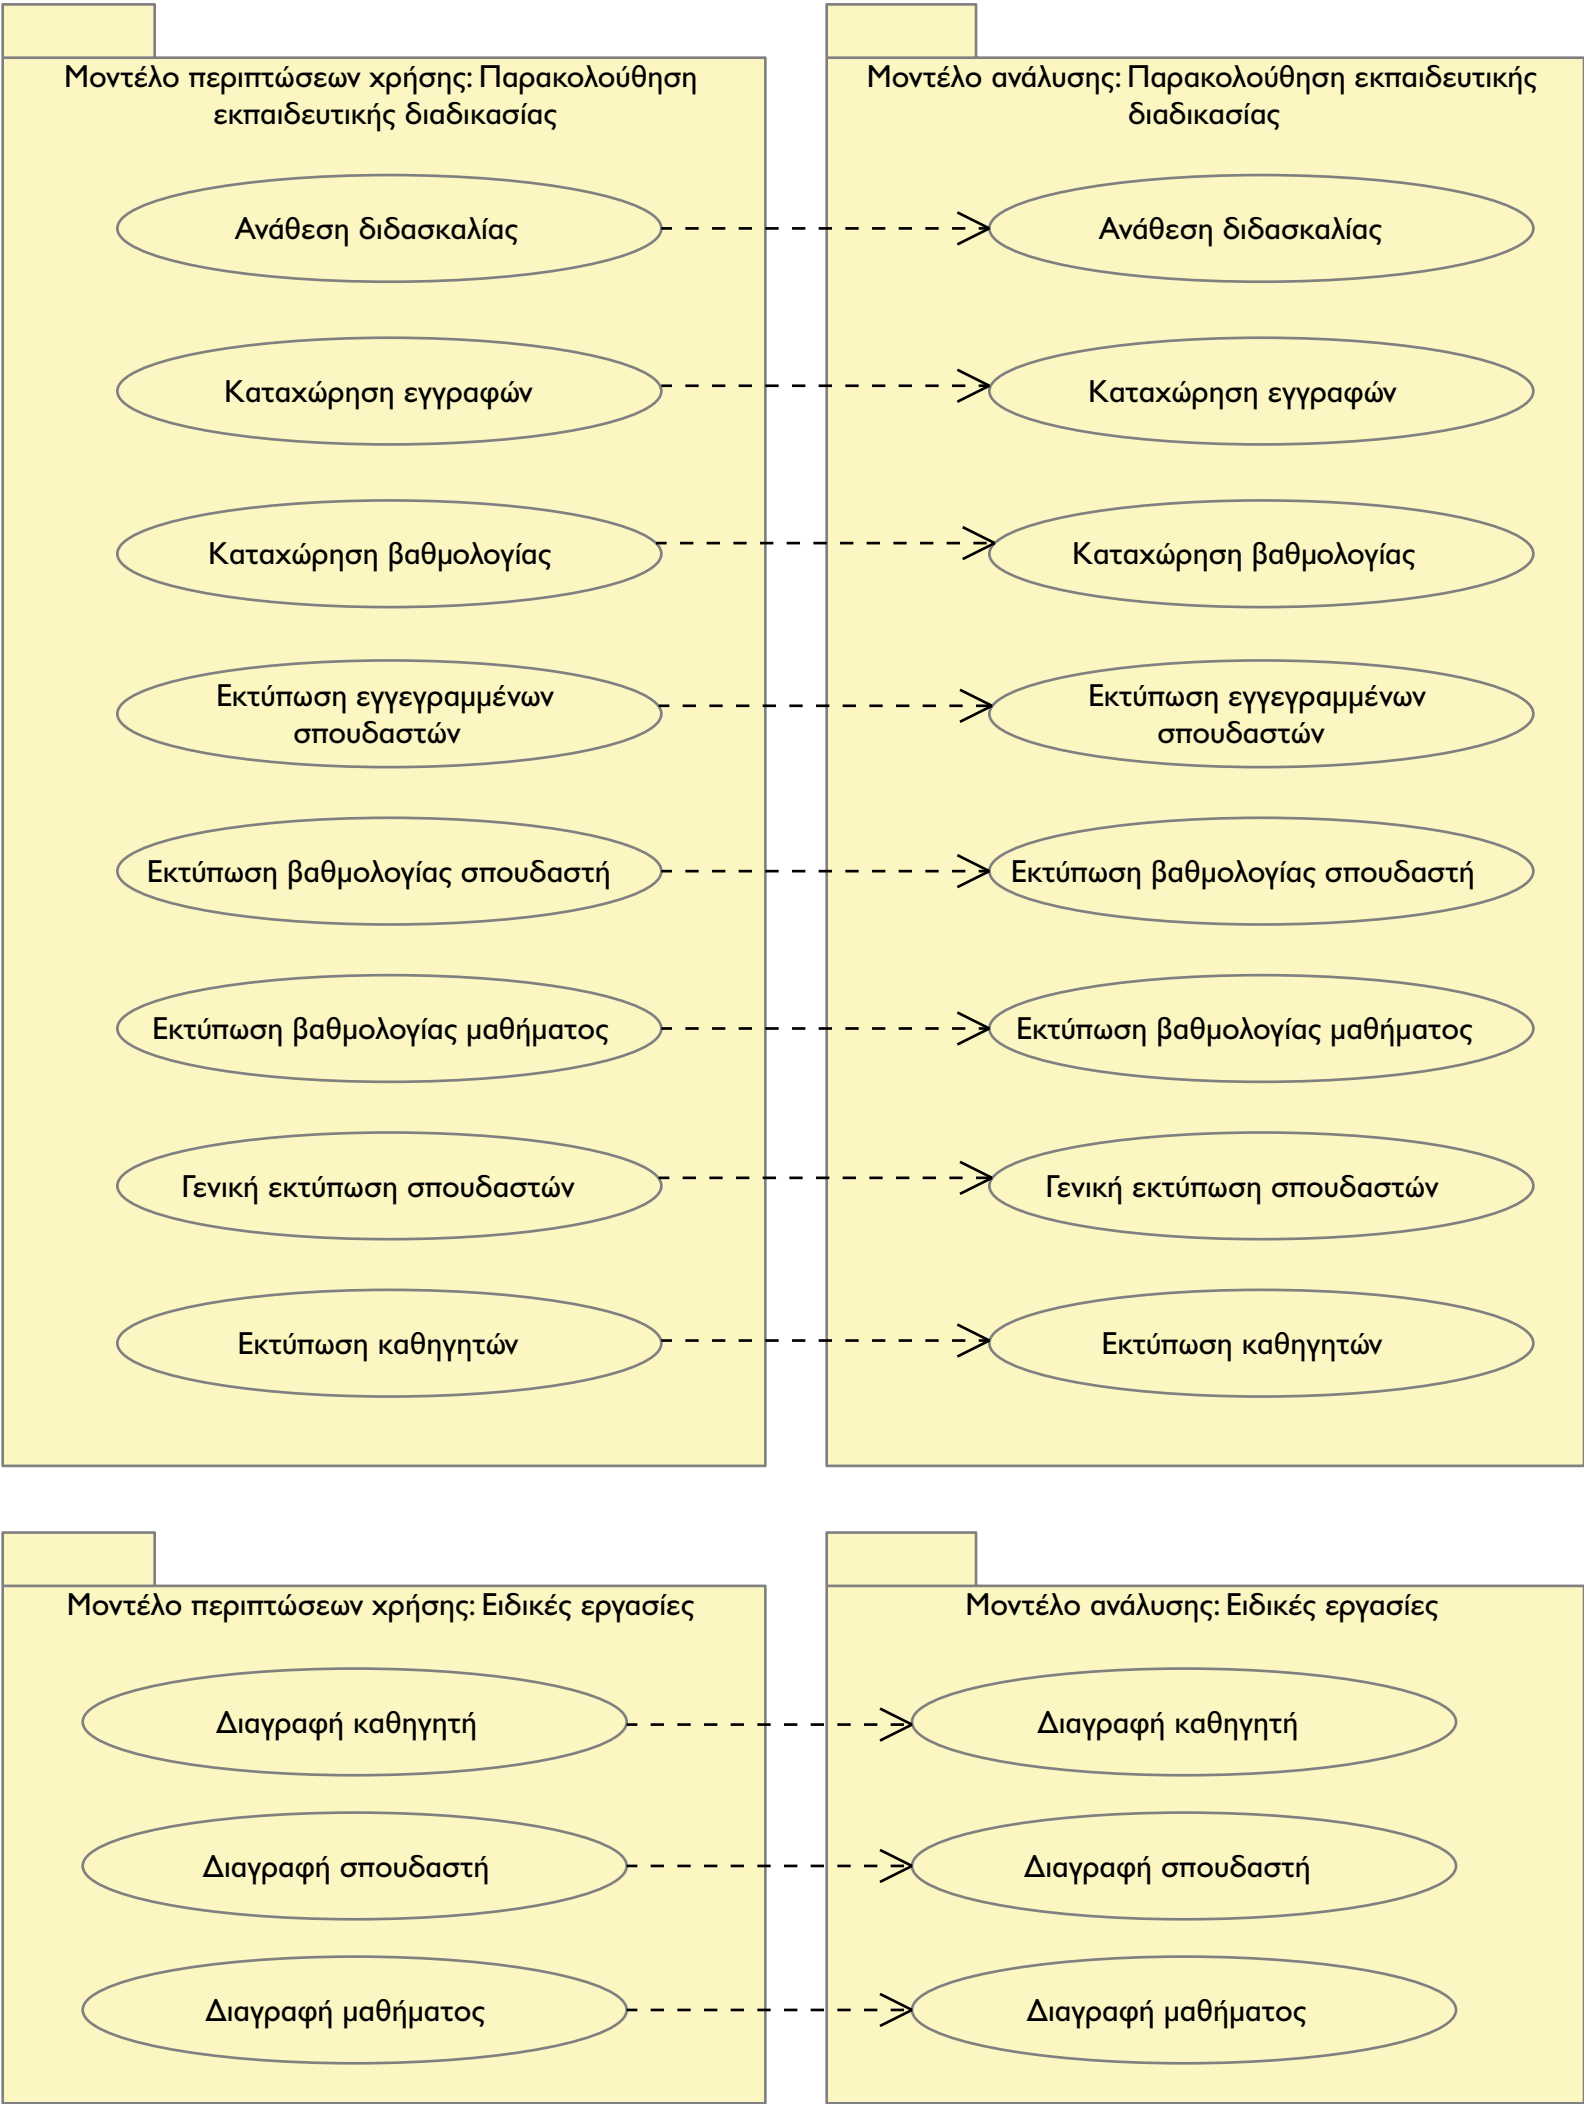 Μοντέλο περιπτώσεων χρήσης: Παρακολούθηση
εκπαιδευτικής διαδικασίας
Ανάθεση διδασκαλίας
Καταχώρηση εγγραφών
Καταχώρηση βαθμολογίας
Εκτύπωση εγγεγραμμένων
σπουδαστών
Εκτύπωση βαθμολογίας σπουδαστή
Εκτύπωση βαθμολογίας μαθήματος
Γενική εκτύπωση σπουδαστών
Εκτύπωση καθηγητών
Μοντέλο ανάλυσης: Παρακολούθηση εκπαιδευτικής
διαδικασίας
Ανάθεση διδασκαλίας
Καταχώρηση εγγραφών
Καταχώρηση βαθμολογίας
Εκτύπωση εγγεγραμμένων
σπουδαστών
Εκτύπωση βαθμολογίας σπουδαστή
Εκτύπωση βαθμολογίας μαθήματος
Γενική εκτύπωση σπουδαστών
Εκτύπωση καθηγητών
Μοντέλο περιπτώσεων χρήσης: Ειδικές εργασίες
Διαγραφή καθηγητή
Διαγραφή σπουδαστή
Διαγραφή μαθήματος
Μοντέλο ανάλυσης: Ειδικές εργασίες
Διαγραφή καθηγητή
Διαγραφή σπουδαστή
Διαγραφή μαθήματος